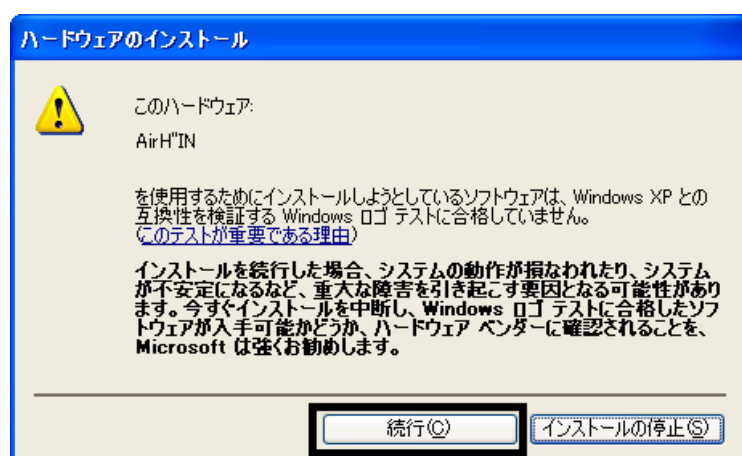 ハードウェアのインストール
このハードウェア:
AirH"IN
を使用するためにインストールしようとしているソフトウェアは、Windows XP との
互換性を検証する Windows ロゴ テストに合格していません。
(このテストが重要である理由)
インストールを続行した場合、システムの動作が損なわれたり、システム
が不安定になるなど、重大な障害を引き起こす要因となる可能性があり
ます。今すぐインストールを中断し、Windows ロゴ テストに合格したソフ
トウェアが入手可能かどうか、ハードウェア ベンダーに確認されることを、
Microsoft は強くお勧めします。
続行(C)
インストールの停止(S)